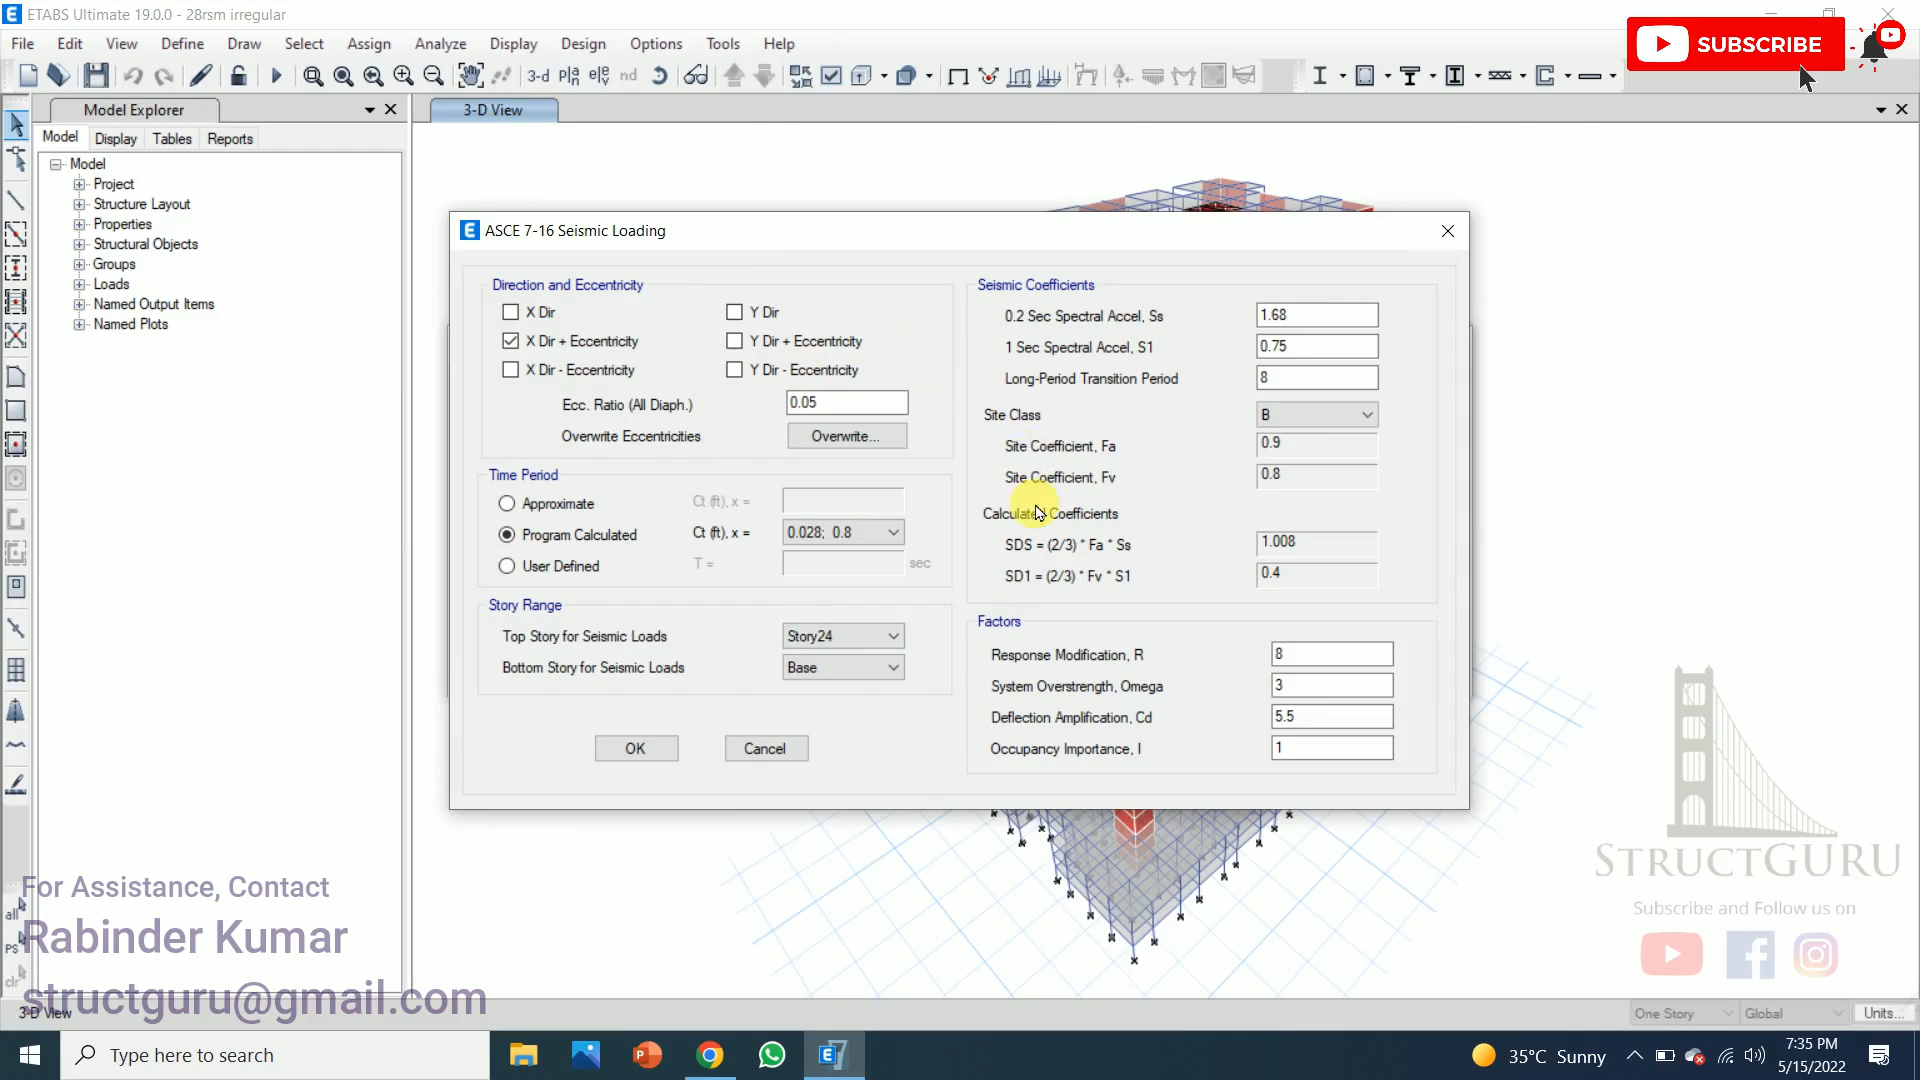 ETABS Ultimate 19.0.0 - 28rsm irregular
File Edit View Define Draw Select Assign Analyze Display Design Options Tools Help
SUBSCRIBE
3-d nd
Model Explorer
3-D View
Model Display Tables Reports
Model
Project
Structure Layout
Properties
Structural Objects
Groups
Loads
Named Output Items
Named Plots
ASCE 7-16 Seismic Loading
Direction and Eccentricity
X Dir Y Dir
X Dir + Eccentricity Y Dir + Eccentricity
X Dir - Eccentricity Y Dir - Eccentricity
Ecc. Ratio (All Diaph.) 0.05
Overwrite Eccentricities Overwrite...
Time Period
Approximate Ct (ft), x =
Program Calculated Ct (ft), x = 0.028; 0.8
User Defined T = sec
Story Range
Top Story for Seismic Loads Story24
Bottom Story for Seismic Loads Base
OK Cancel
Seismic Coefficients
0.2 Sec Spectral Accel, Ss 1.68
1 Sec Spectral Accel, S1 0.75
Long-Period Transition Period 8
Site Class B
Site Coefficient, Fa 0.9
Site Coefficient, Fv 0.8
Calculated Coefficients
SDS = (2/3) * Fa * Ss 1.008
SD1 = (2/3) * Fv * S1 0.4
Factors
Response Modification, R 8
System Overstrength, Omega 3
Deflection Amplification, Cd 5.5
Occupancy Importance, I 1
STRUCTGURU
Subscribe and Follow us on
For Assistance, Contact
all
Rabinder Kumar
PS
clr
structguru@gmail.com
3-D View
One Story Global Units...
Type here to search
35°C Sunny
7:35 PM
5/15/2022